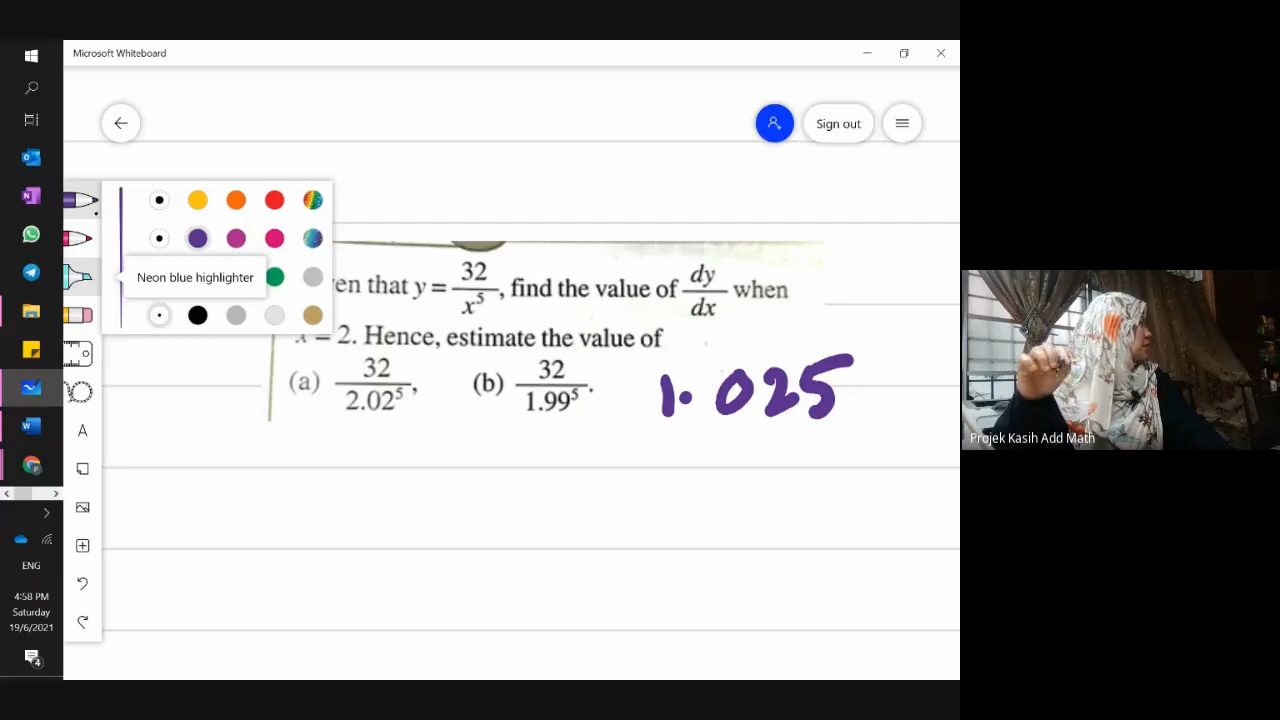 Microsoft Whiteboard
Sign out
Neon blue highlighter
en that y = 32/x⁵, find the value of dy/dx when
x = 2. Hence, estimate the value of
(a) 32/2.02⁵, (b) 32/1.99⁵. 1.025
A
ENG
4:58 PM
Saturday
19/6/2021
4
Projek Kasih Add Math